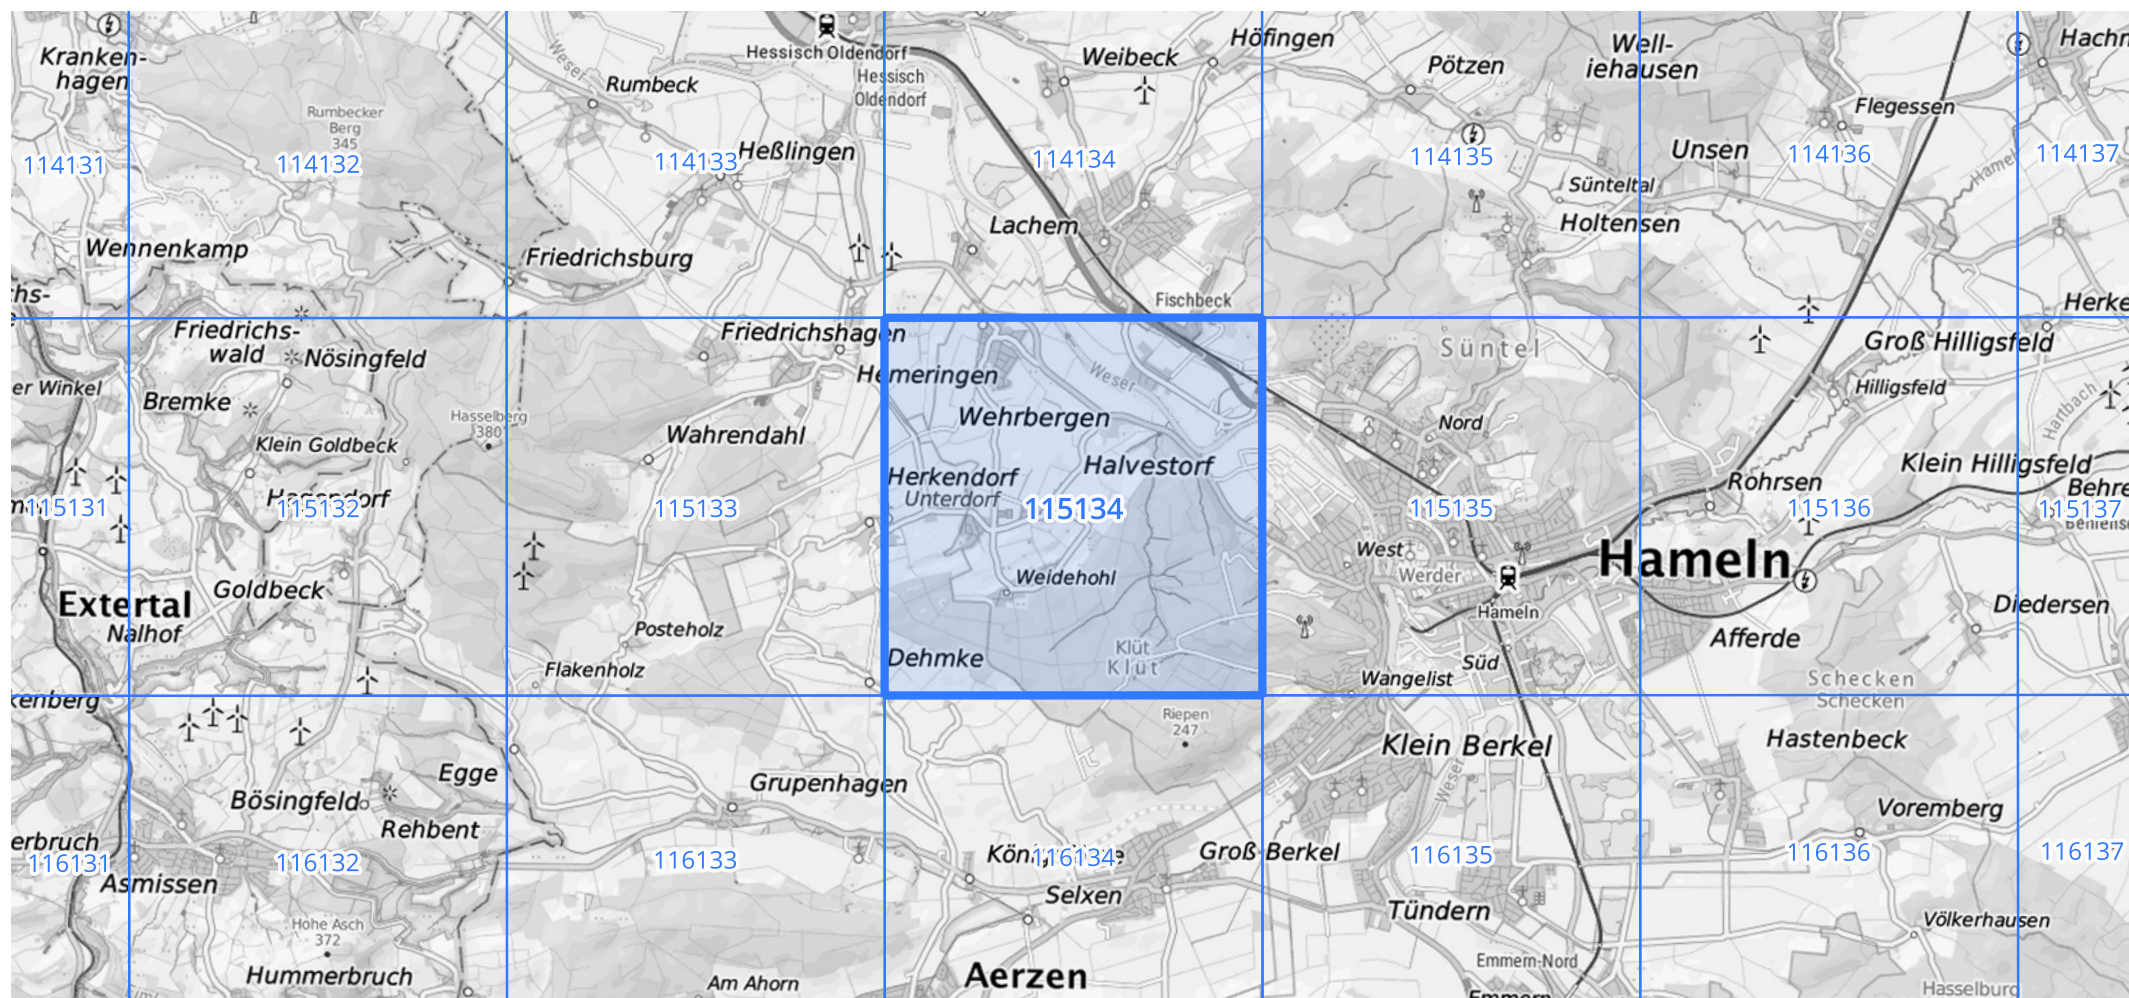 Kranken-
hagen
Rumbecker
Berg
345
114131
114132
Wennenkamp
Weser
Rumbeck
Hessisch Oldendorf
Hessisch
Oldendorf
Heßlingen
114133
Friedrichsburg
Weibeck
Höfingen
114134
Lachem
Fischbeck
Pötzen
114135
Well-
iehausen
Unsen
Sünteltal
Holtensen
Flegessen
114136
Hamel
114137
Friedrichs-
wald
Nösingfeld
er Winkel
Bremke
Klein Goldbeck
Hasselberg
380
115131
115132
Goldbeck
Extertal
Nalhof
Friedrichshagen
Wahrendahl
115133
Posteholz
Flakenholz
Hemeringen
Weser
Wehrbergen
Halvestorf
Herkendorf
Unterdorf
115134
Weidehohl
Klüt
Klüt
Dehmke
Süntel
Nord
115135
West
Werder
Hameln
Hameln
Süd
Wangelist
Groß Hilligsfeld
Hilligsfeld
Hartbach
Klein Hilligsfeld
Rohrsen
115136
115137
Diedersen
Afferde
Schecken
Schecken
Egge
Bösingfeld
Rehbent
erbruch
116131
116132
Asmissen
Hohe Asch
372
Hummerbruch
Grupenhagen
116133
Am Ahorn
Riepen
247
116134
Groß Berkel
Selxen
Aerzen
Klein Berkel
Weser
116135
Tündern
Emmern-Nord
Hastenbeck
Voremberg
116136
116137
Völkerhausen
Hasselburg